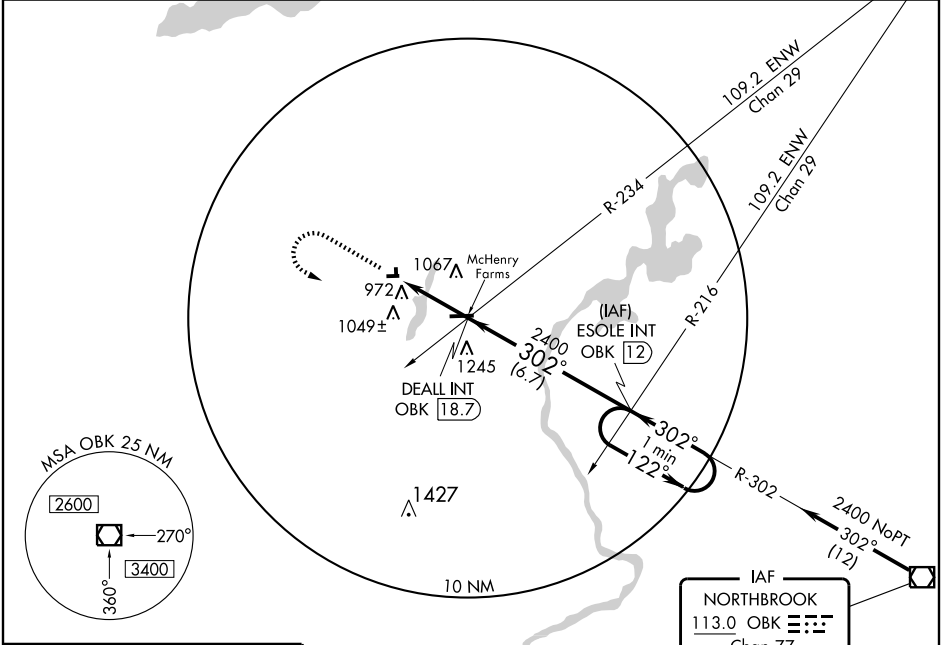 109.2 ENW
Chan 29
109.2 ENW
Chan 29
R-234
R-216
1067
McHenry
Farms
972
1049±
(IAF)
ESOLE INT
OBK 12
2400
302°
(6.7)
1245
DEALL INT
OBK 18.7
302°
1 min
122°
R-302
2400 NoPT
302°
(12)
1427
MSA OBK 25 NM
2600
270°
3400
360°
10 NM
IAF
NORTHBROOK
113.0 OBK
Chan 77